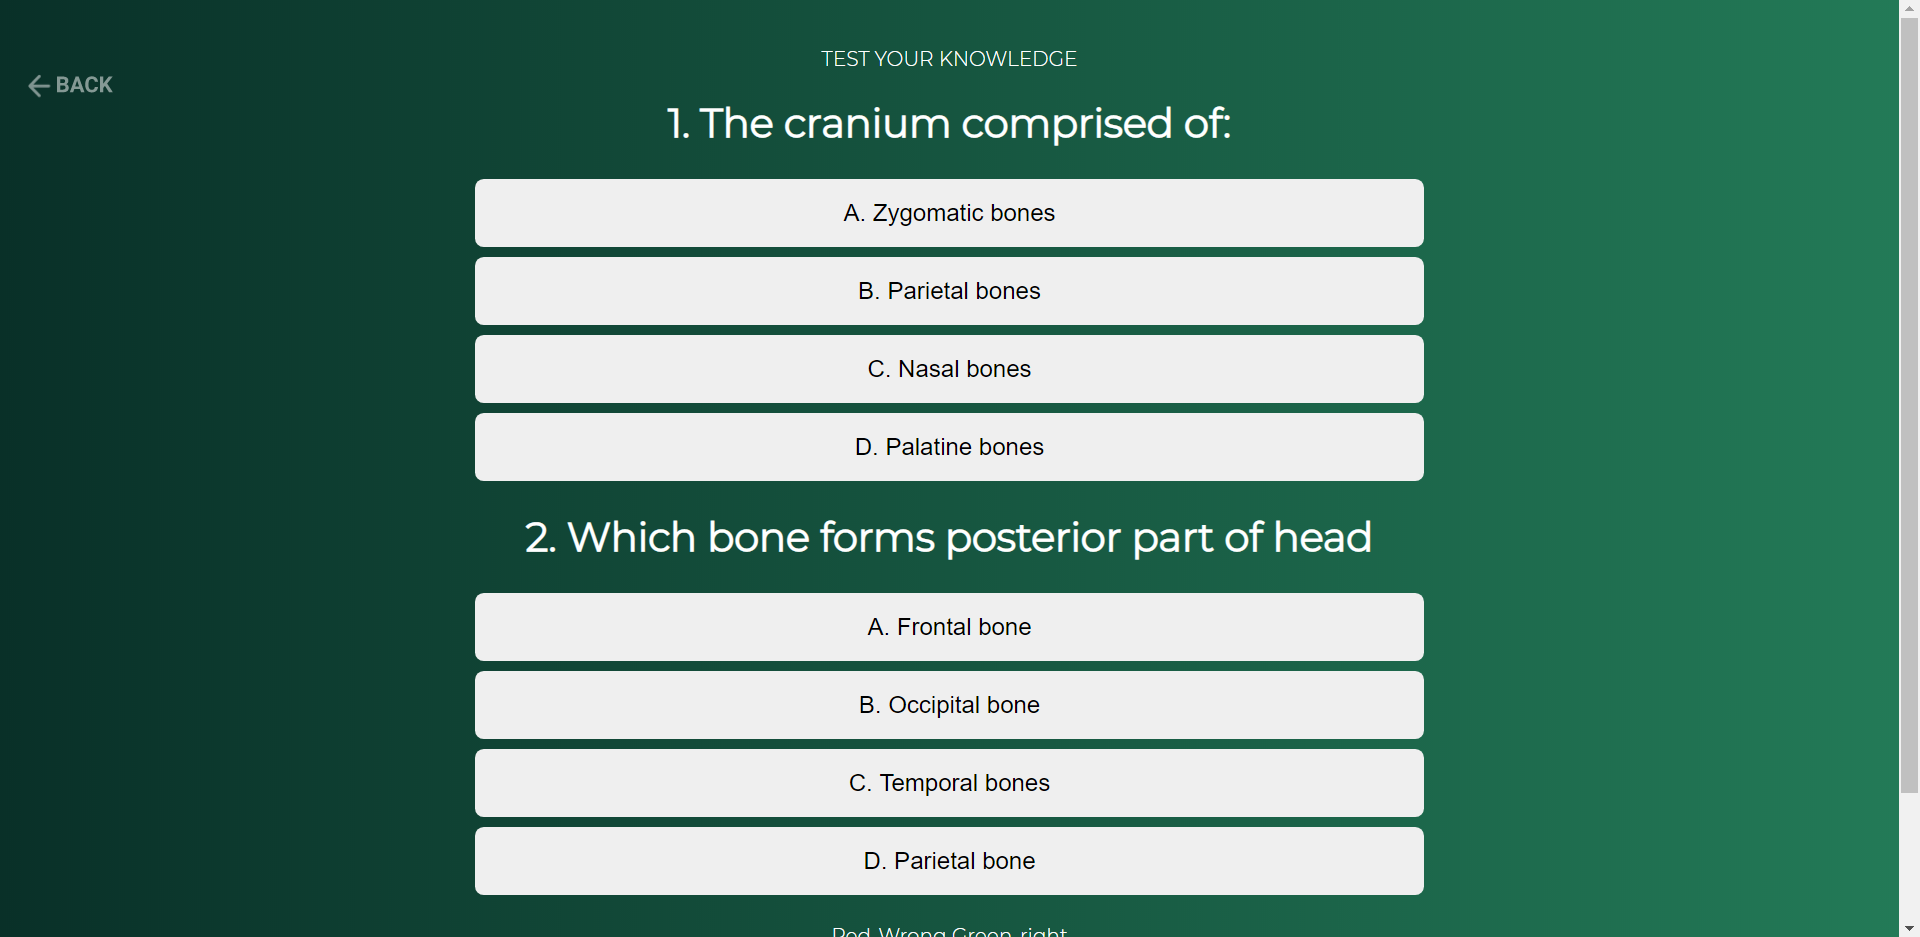 TEST YOUR KNOWLEDGE
← BACK
1. The cranium comprised of:
A. Zygomatic bones
B. Parietal bones
C. Nasal bones
D. Palatine bones
2. Which bone forms posterior part of head
A. Frontal bone
B. Occipital bone
C. Temporal bones
D. Parietal bone
Red-Wrong Green-right